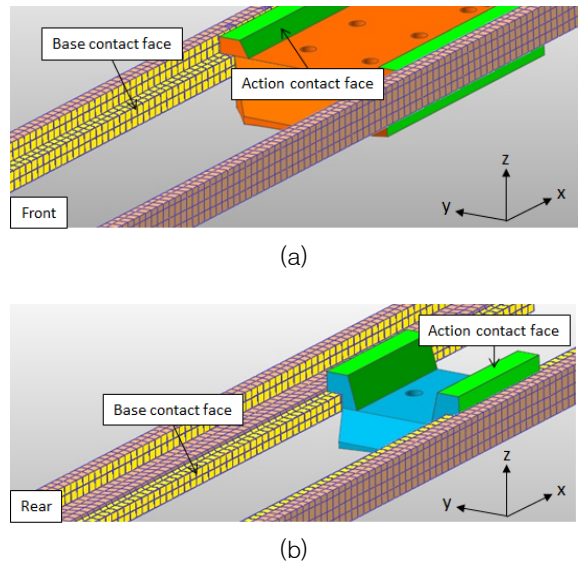 Base contact face
Action contact face
z
y
x
Front
(a)
Action contact face
Base contact face
z
y
x
Rear
(b)